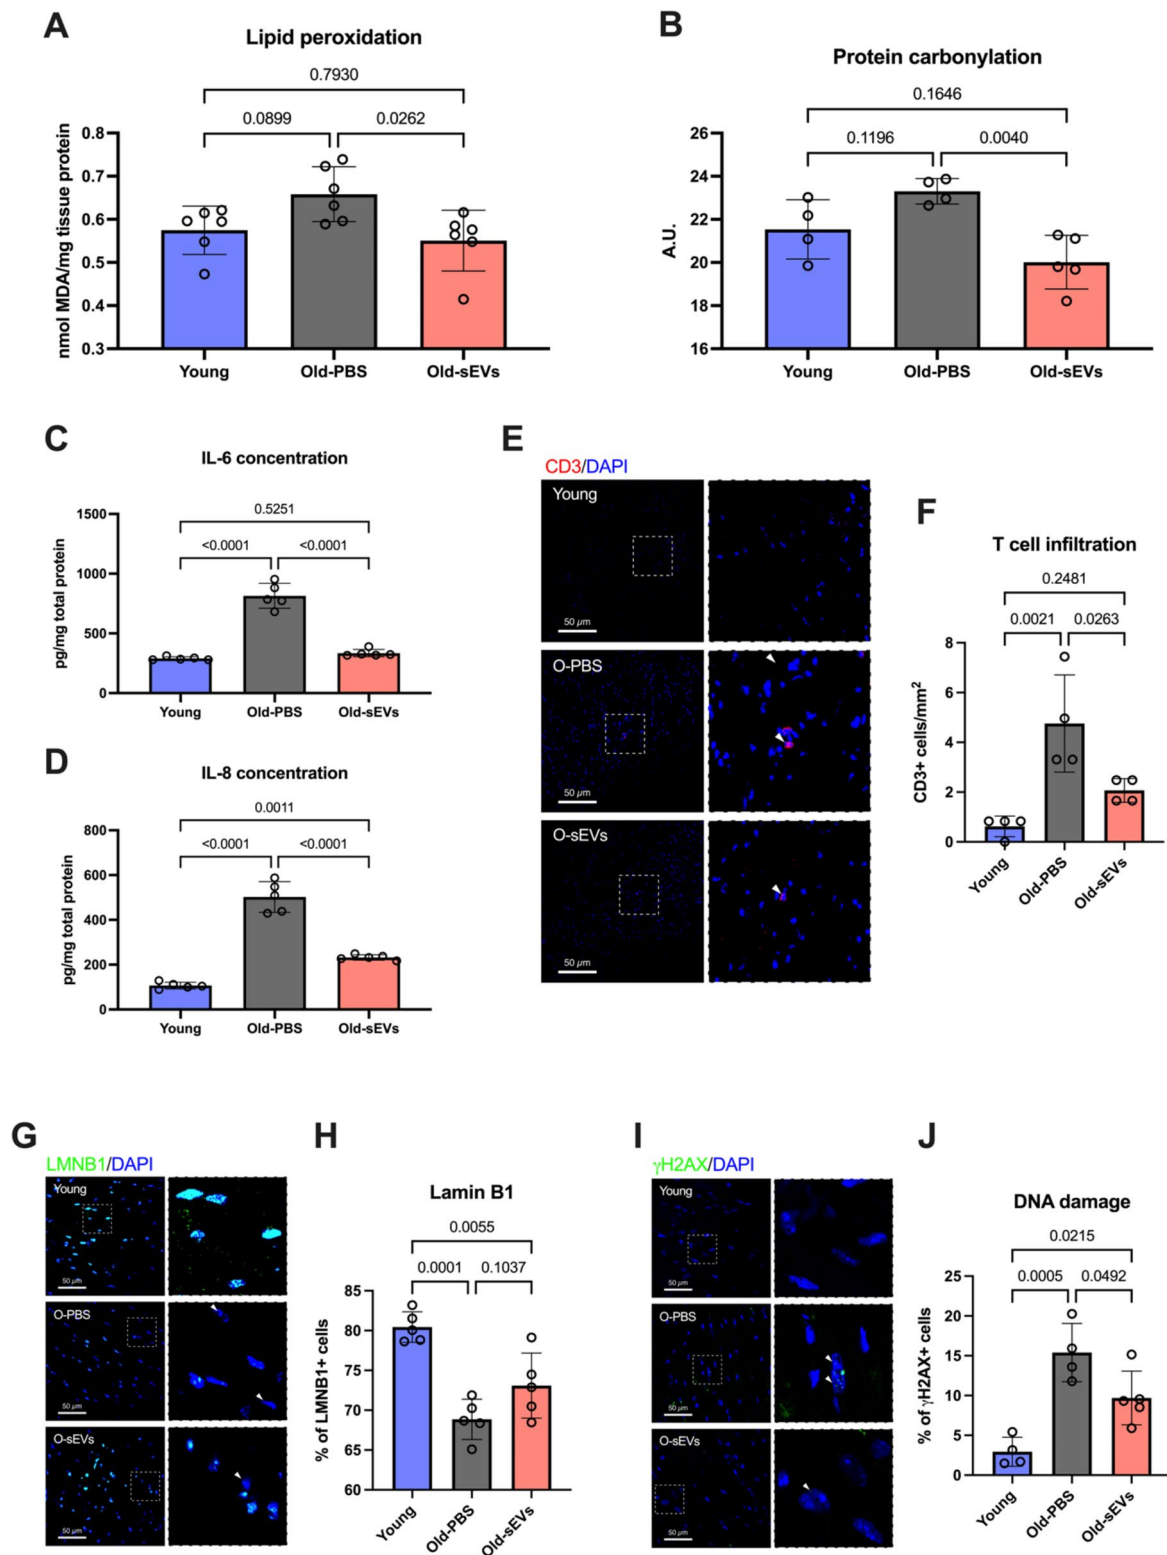 A
Lipid peroxidation
0.7930
0.0899
0.0262
nmol MDA/mg tissue protein
0.8
0.7
0.6
0.5
0.4
0.3
Young
Old-PBS
Old-sEVs
B
Protein carbonylation
0.1646
0.1196
0.0040
A.U.
26
24
22
20
18
16
Young
Old-PBS
Old-sEVs
C
IL-6 concentration
0.5251
<0.0001
<0.0001
pg/mg total protein
1500
1000
500
0
Young
Old-PBS
Old-sEVs
D
IL-8 concentration
0.0011
<0.0001
<0.0001
pg/mg total protein
800
600
400
200
0
Young
Old-PBS
Old-sEVs
E
CD3/DAPI
Young
50 µm
O-PBS
50 µm
O-sEVs
50 µm
F
T cell infiltration
0.2481
0.0021
0.0263
CD3+ cells/mm²
8
6
4
2
0
Young
Old-PBS
Old-sEVs
G
LMNB1/DAPI
Young
50 µm
O-PBS
50 µm
O-sEVs
50 µm
H
Lamin B1
0.0055
0.0001
0.1037
% of LMNB1+ cells
85
80
75
70
65
60
Young
Old-PBS
Old-sEVs
I
γH2AX/DAPI
Young
50 µm
O-PBS
50 µm
O-sEVs
50 µm
J
DNA damage
0.0215
0.0005
0.0492
% of γH2AX+ cells
25
20
15
10
5
0
Young
Old-PBS
Old-sEVs